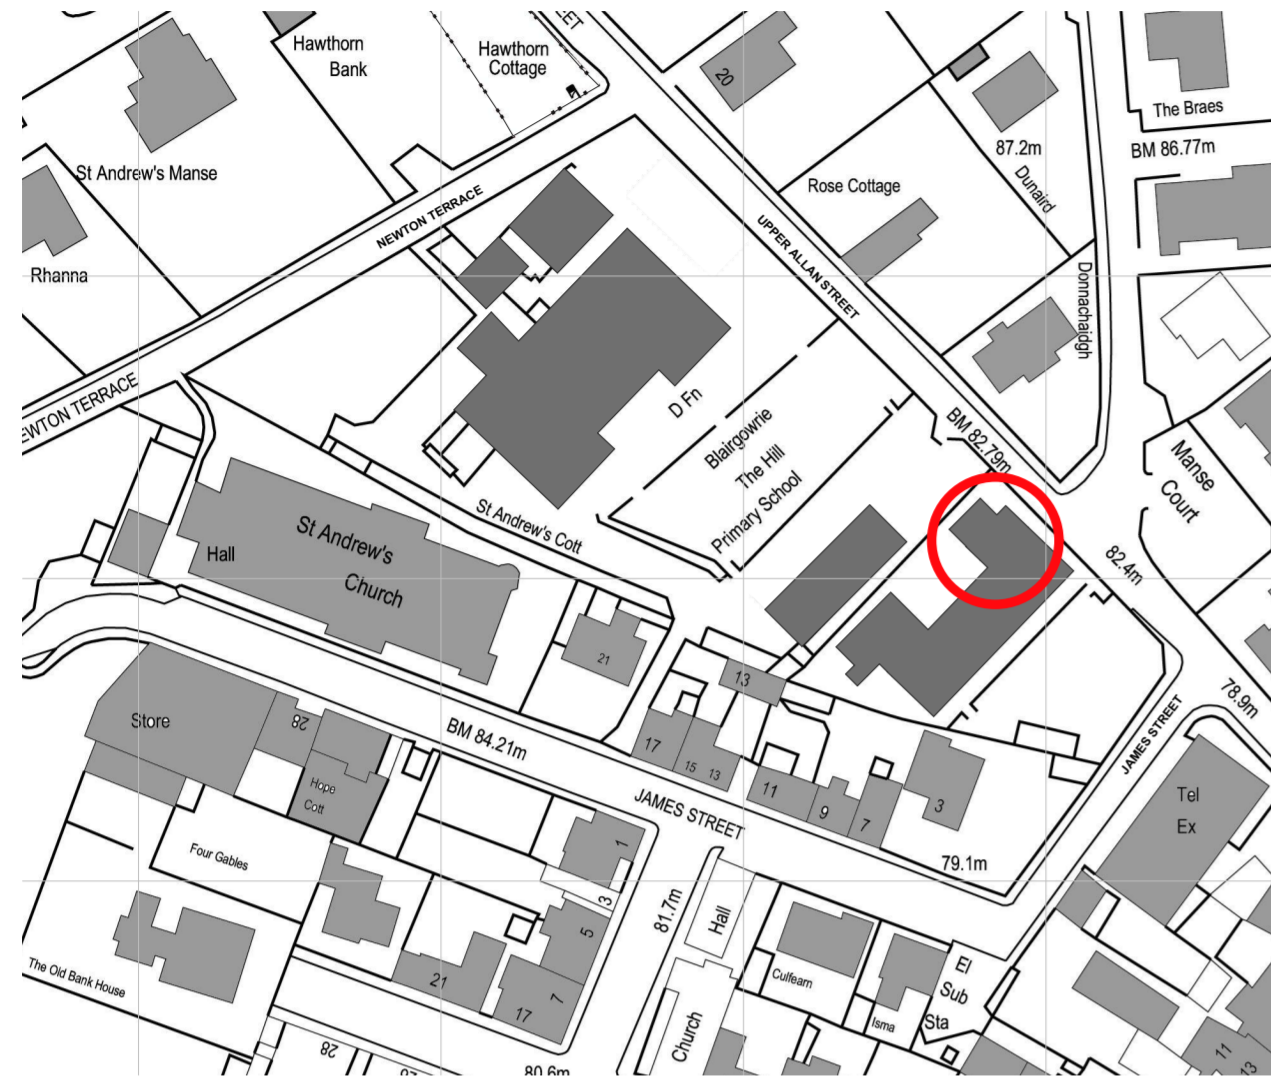 EET
Hawthorn
Bank
Hawthorn
Cottage
20
The Braes
BM 86.77m
87.2m
Dunaird
St Andrew's Manse
Rose Cottage
NEWTON TERRACE
UPPER ALLAN STREET
Rhanna
Donnachaidgh
D Fn
EWTON TERRACE
Blairgowrie
The Hill
Primary School
BM 82.79m
Manse
Court
St Andrew's Cott
St Andrew's
Church
Hall
82.4m
21
13
78.9m
Store
28
BM 84.21m
17
15
13
JAMES STREET
Hope
Cott
11
9
7
3
Tel
Ex
JAMES STREET
1
79.1m
Four Gables
3
81.7m
Hall
5
The Old Bank House
21
7
17
Culfearn
El
Sub
Sta
Isma
Church
28
80.6m
11
13